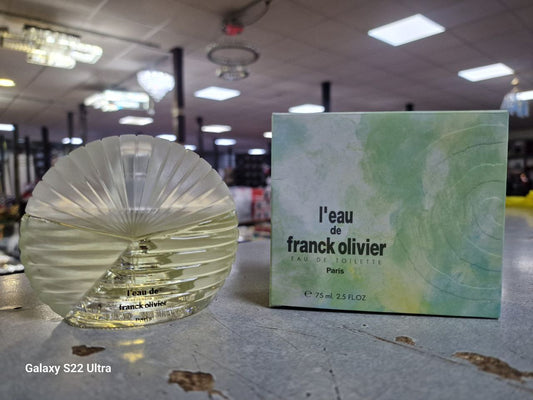 l'eau
de
franck olivier
EAU DE TOILETTE
Paris
℮ 75 ml. 2.5 FL.OZ
l'eau de
franck olivier
Paris
Galaxy S22 Ultra